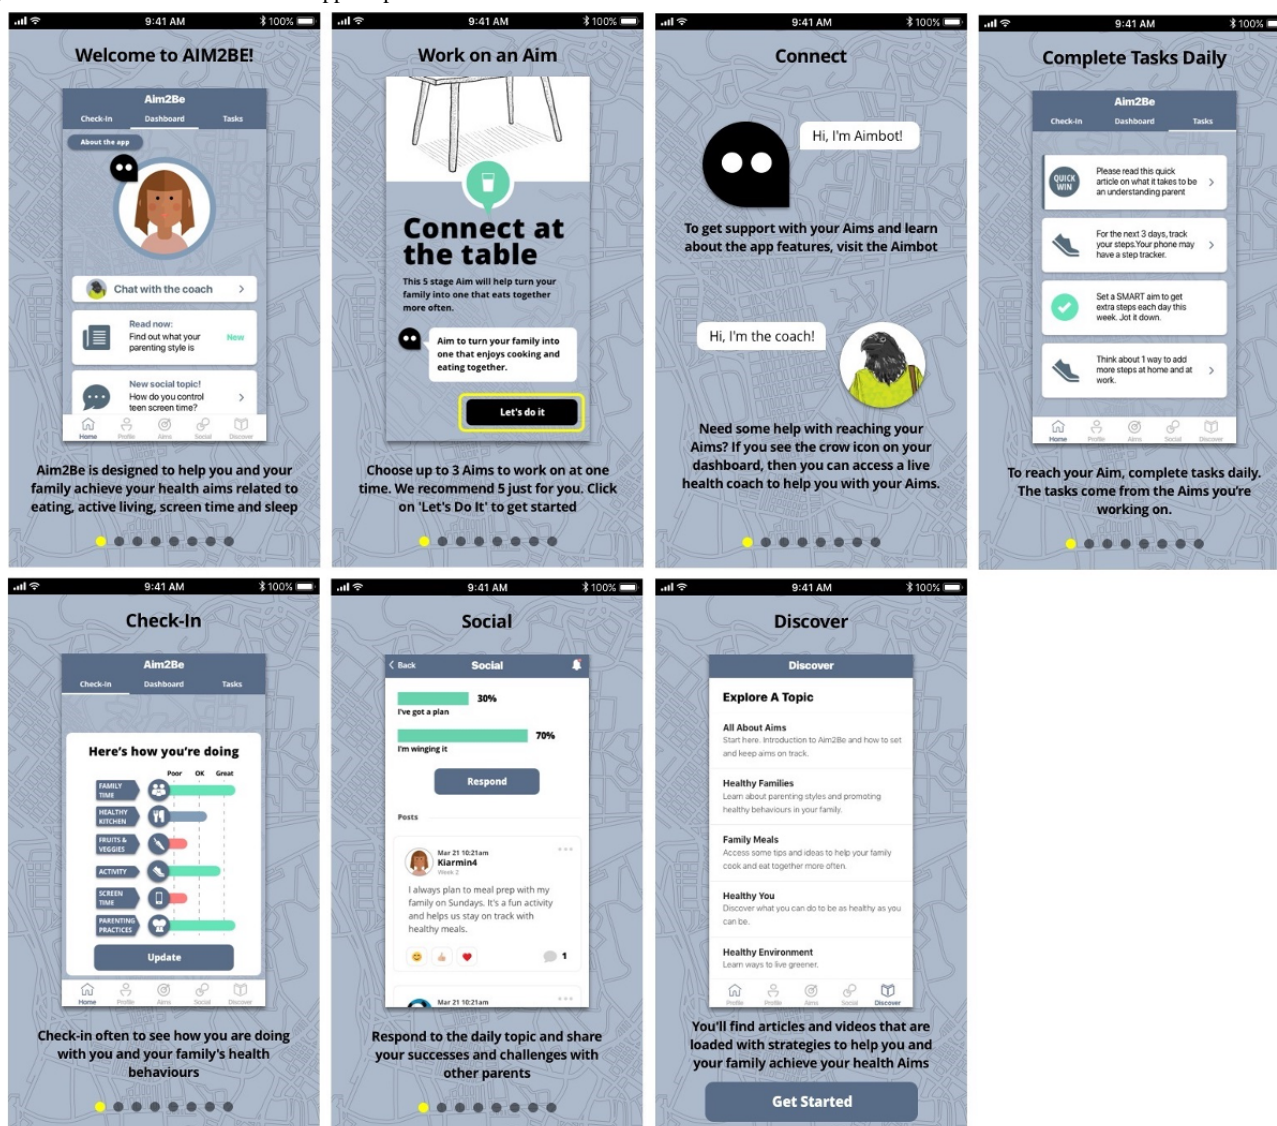 9:41 AM
100%
Welcome to AIM2BE!
Aim2Be
Check-In Dashboard Tasks
About the app
Chat with the coach
Read now:
Find out what your
parenting style is
New
New social topic!
How do you control
teen screen time?
Home Profile Aims Social Discover
Aim2Be is designed to help you and your
family achieve your health aims related to
eating, active living, screen time and sleep
9:41 AM
100%
Work on an Aim
Connect at
the table
This 5 stage Aim will help turn your
family into one that eats together
more often.
Aim to turn your family into
one that enjoys cooking and
eating together.
Let's do it
Choose up to 3 Aims to work on at one
time. We recommend 5 just for you. Click
on 'Let's Do It' to get started
9:41 AM
100%
Connect
Hi, I'm Aimbot!
To get support with your Aims and learn
about the app features, visit the Aimbot
Hi, I'm the coach!
Need some help with reaching your
Aims? If you see the crow icon on your
dashboard, then you can access a live
health coach to help you with your Aims.
9:41 AM
100%
Complete Tasks Daily
Aim2Be
Check-In Dashboard Tasks
QUICK
WIN
Please read this quick
article on what it takes to be
an understanding parent
For the next 3 days, track
your steps.Your phone may
have a step tracker.
Set a SMART aim to get
extra steps each day this
week. Jot it down.
Think about 1 way to add
more steps at home and at
work.
Home Profile Aims Social Discover
To reach your Aim, complete tasks daily.
The tasks come from the Aims you're
working on.
9:41 AM
100%
Check-In
Aim2Be
Check-In Dashboard Tasks
Here's how you're doing
Poor OK Great
FAMILY
TIME
HEALTHY
KITCHEN
FRUITS &
VEGGIES
ACTIVITY
SCREEN
TIME
PARENTING
PRACTICES
Update
Home Profile Aims Social Discover
Check-in often to see how you are doing
with you and your family's health
behaviours
9:41 AM
100%
Social
Back Social
30%
I've got a plan
70%
I'm winging it
Respond
Posts
Mar 21 10:21am
Kiarmin4
Week 2
I always plan to meal prep with my
family on Sundays. It's a fun activity
and helps us stay on track with
healthy meals.
1
Mar 21 10:21am
Respond to the daily topic and share
your successes and challenges with
other parents
9:41 AM
100%
Discover
Discover
Explore A Topic
All About Aims
Start here. Introduction to Aim2Be and how to set
and keep aims on track.
Healthy Families
Learn about parenting styles and promoting
healthy behaviours in your family.
Family Meals
Access some tips and ideas to help your family
cook and eat together more often.
Healthy You
Discover what you can do to be as healthy as you
can be.
Healthy Environment
Learn ways to live greener.
Profile Profile Aims Social Discover
You'll find articles and videos that are
loaded with strategies to help you and
your family achieve your health Aims
Get Started